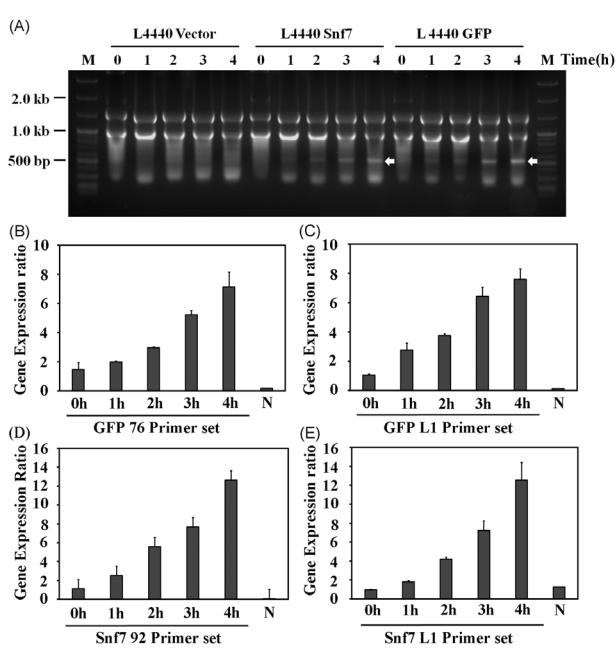 (A)
L4440 Vector L4440 Snf7 L 4440 GFP
M 0 1 2 3 4 0 1 2 3 4 0 1 2 3 4 M Time(h)
2.0 kb
1.0 kb
500 bp
(B)
Gene Expression ratio
10
8
6
4
2
0
0h 1h 2h 3h 4h N
GFP 76 Primer set
(C)
Gene Expression ratio
10
8
6
4
2
0
0h 1h 2h 3h 4h N
GFP L1 Primer set
(D)
Gene Expression Ratio
16
14
12
10
8
6
4
2
0
0h 1h 2h 3h 4h N
Snf7 92 Primer set
(E)
Gene Expression ratio
16
14
12
10
8
6
4
2
0
0h 1h 2h 3h 4h N
Snf7 L1 Primer set